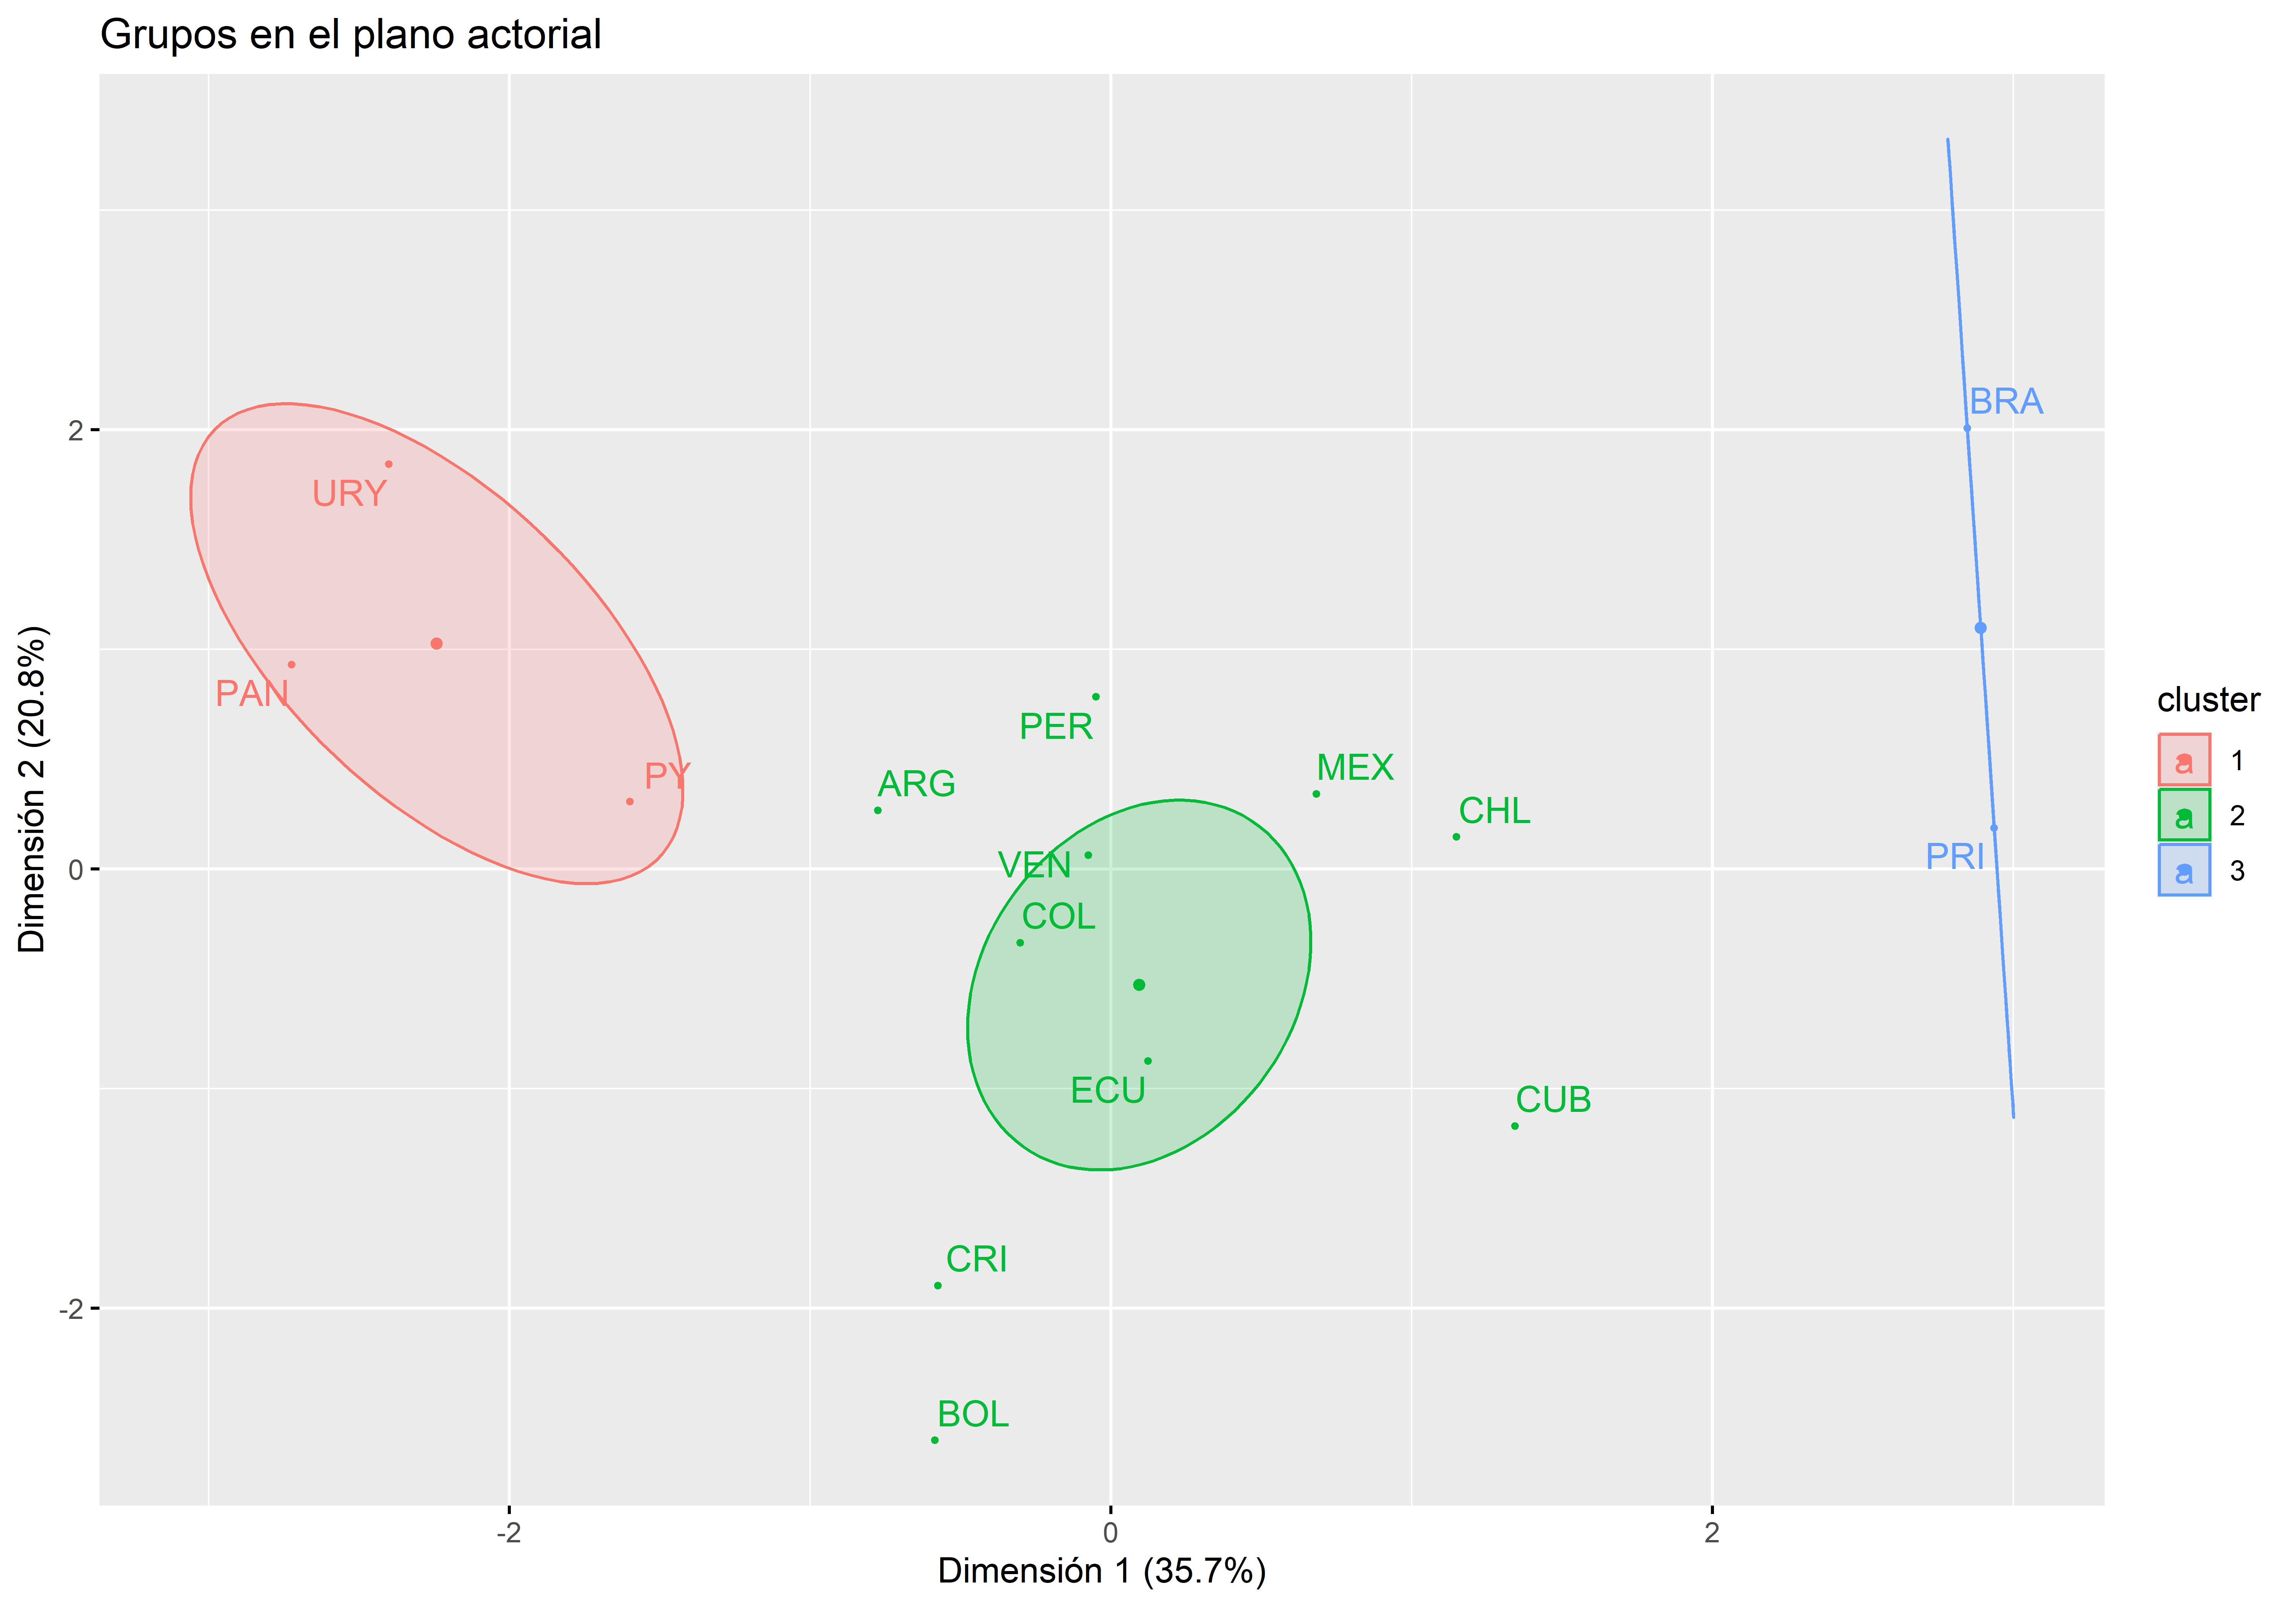 Grupos en el plano actorial
Dimensión 2 (20.8%)
2
0
-2
BRA
URY
PAN
PER
PY
MEX
ARG
CHL
VEN
PRI
COL
ECU
CUB
CRI
BOL
-2
0
2
Dimensión 1 (35.7%)
cluster
a 1
a 2
a 3